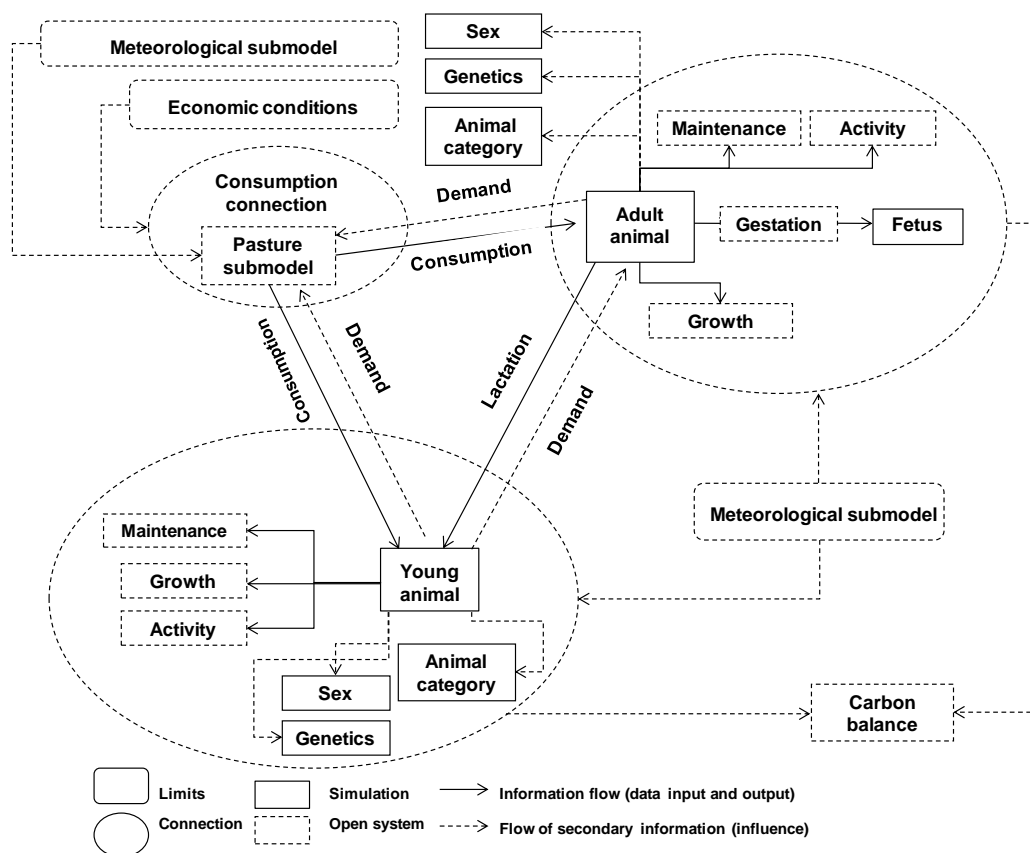 Meteorological submodel
Economic conditions
Sex
Genetics
Animal
category
Maintenance
Activity
Consumption
connection
Pasture
submodel
Demand
Consumption
Adult
animal
Gestation
Fetus
Growth
Consumption
Demand
Lactation
Demand
Meteorological submodel
Maintenance
Growth
Activity
Young
animal
Animal
category
Sex
Genetics
Carbon
balance
Limits
Connection
Simulation
Open system
Information flow (data input and output)
Flow of secondary information (influence)